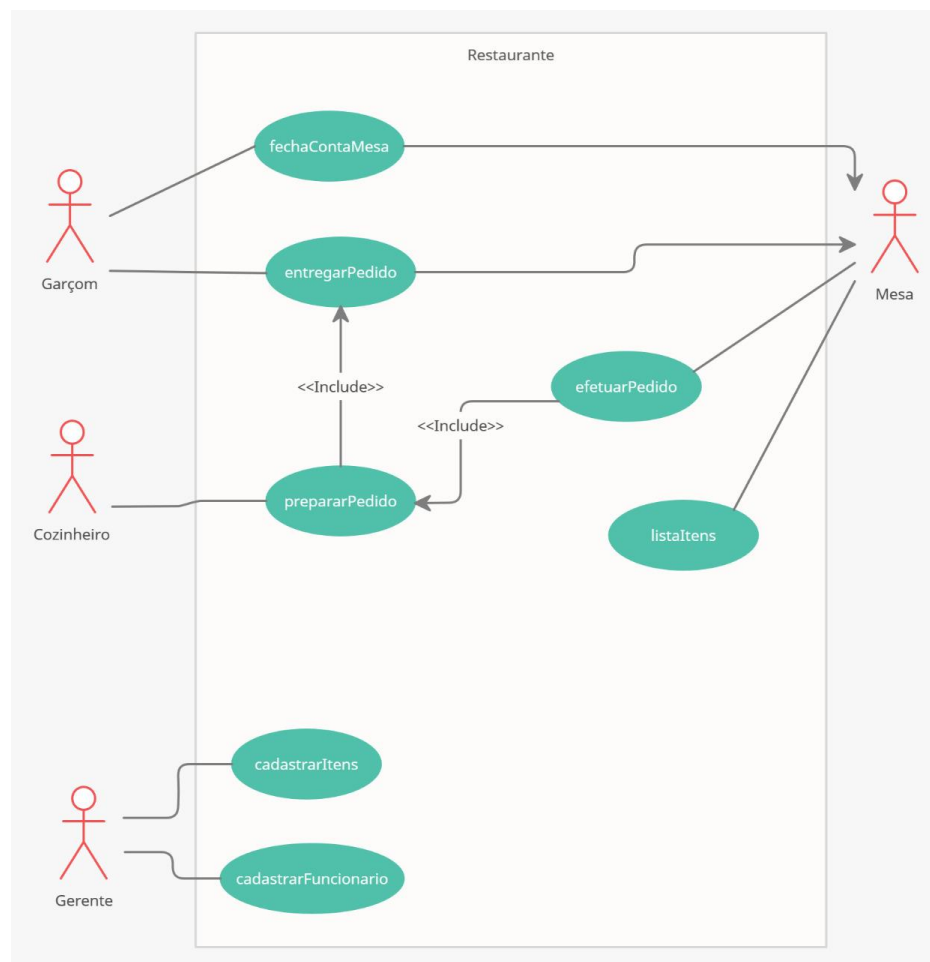 Restaurante
fechaContaMesa
Garçom
entregarPedido
Mesa
<<Include>>
efetuarPedido
<<Include>>
prepararPedido
Cozinheiro
listaItens
cadastrarItens
Gerente
cadastrarFuncionario